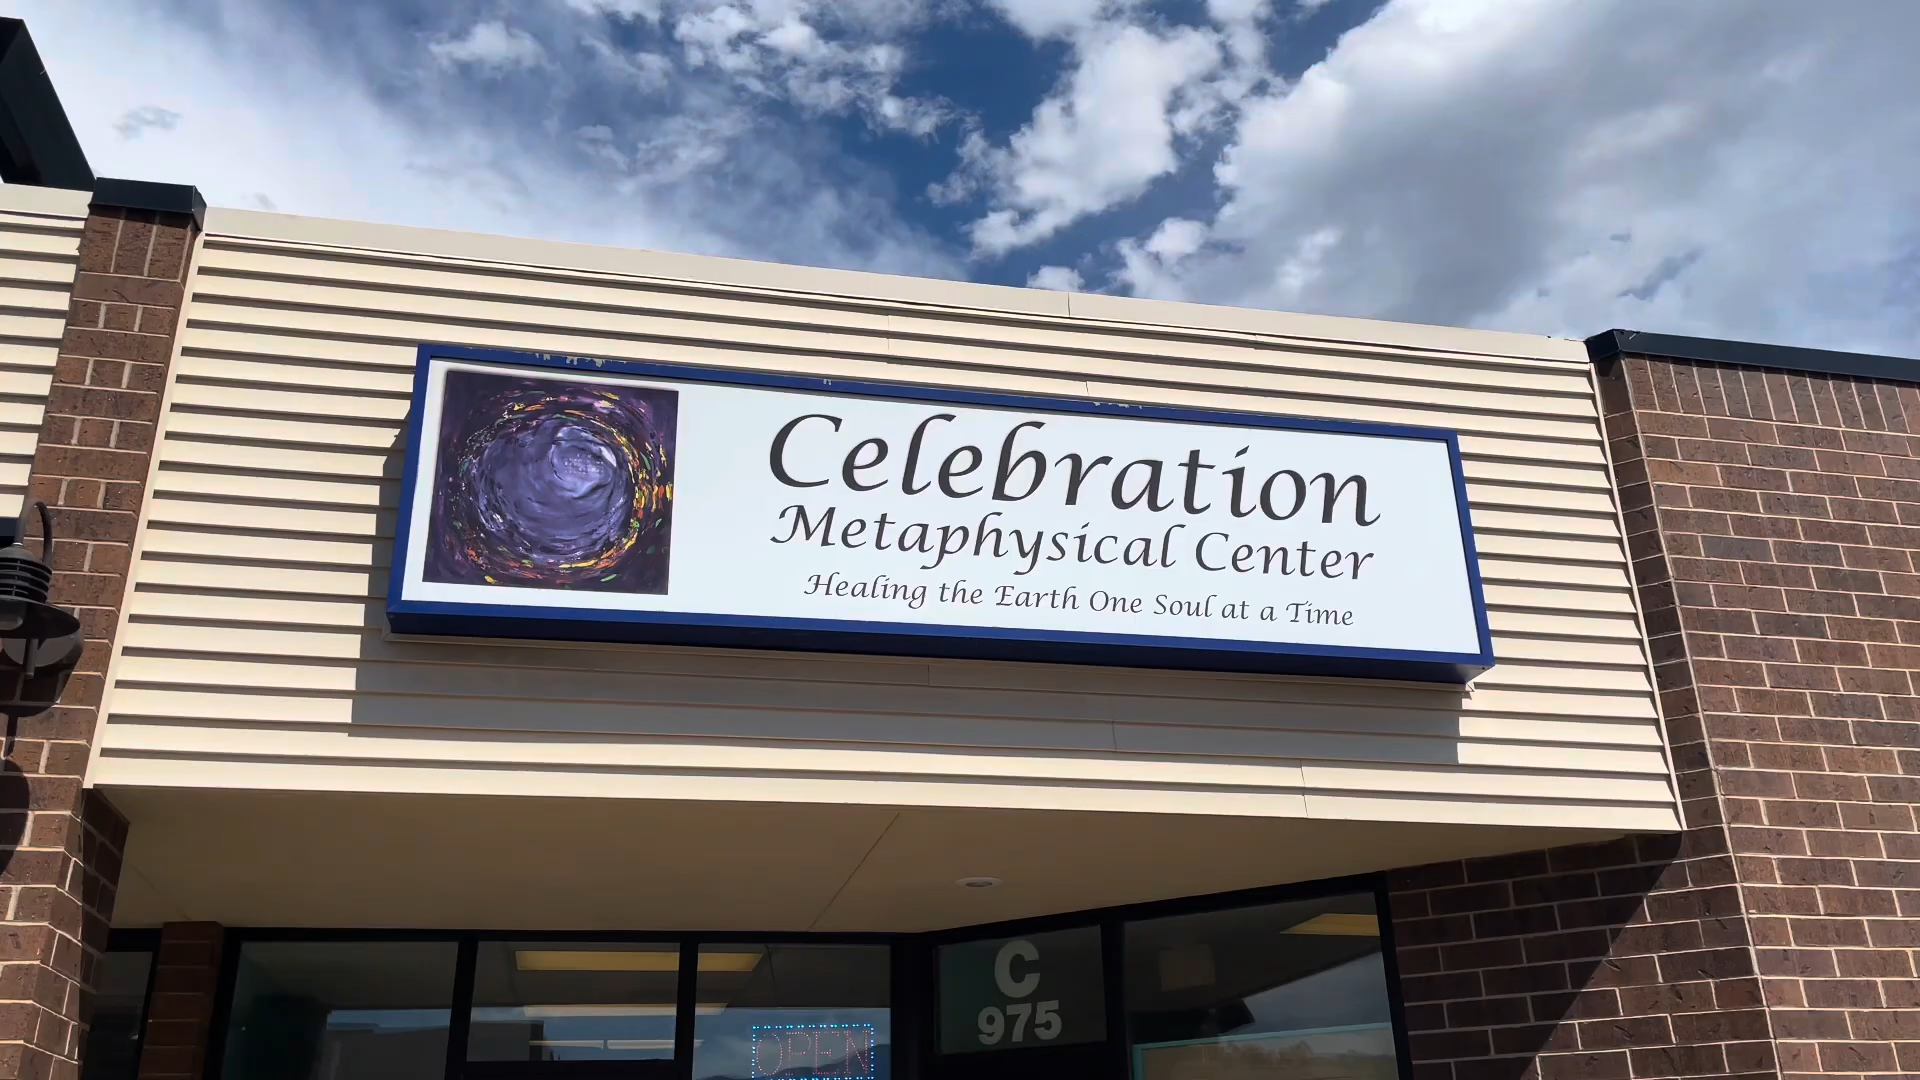 Celebration
Metaphysical Center
Healing the Earth One Soul at a Time
C
975
OPEN